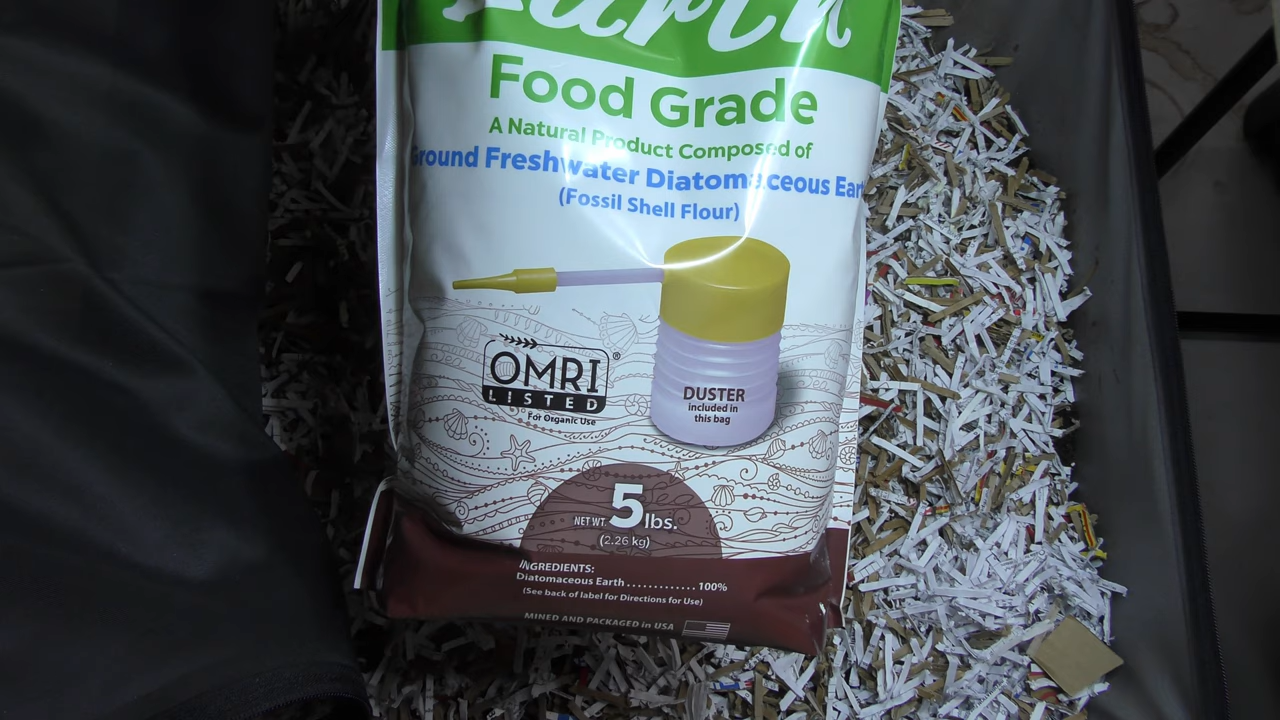 Earth
Food Grade
A Natural Product Composed of
Ground Freshwater Diatomaceous Eart
(Fossil Shell Flour)
OMRI®
LISTED
For Organic Use
DUSTER
included in
this bag
NET WT. 5 lbs.
(2.26 kg)
INGREDIENTS:
Diatomaceous Earth ............ 100%
(See back of label for Directions for Use)
MINED AND PACKAGED in USA